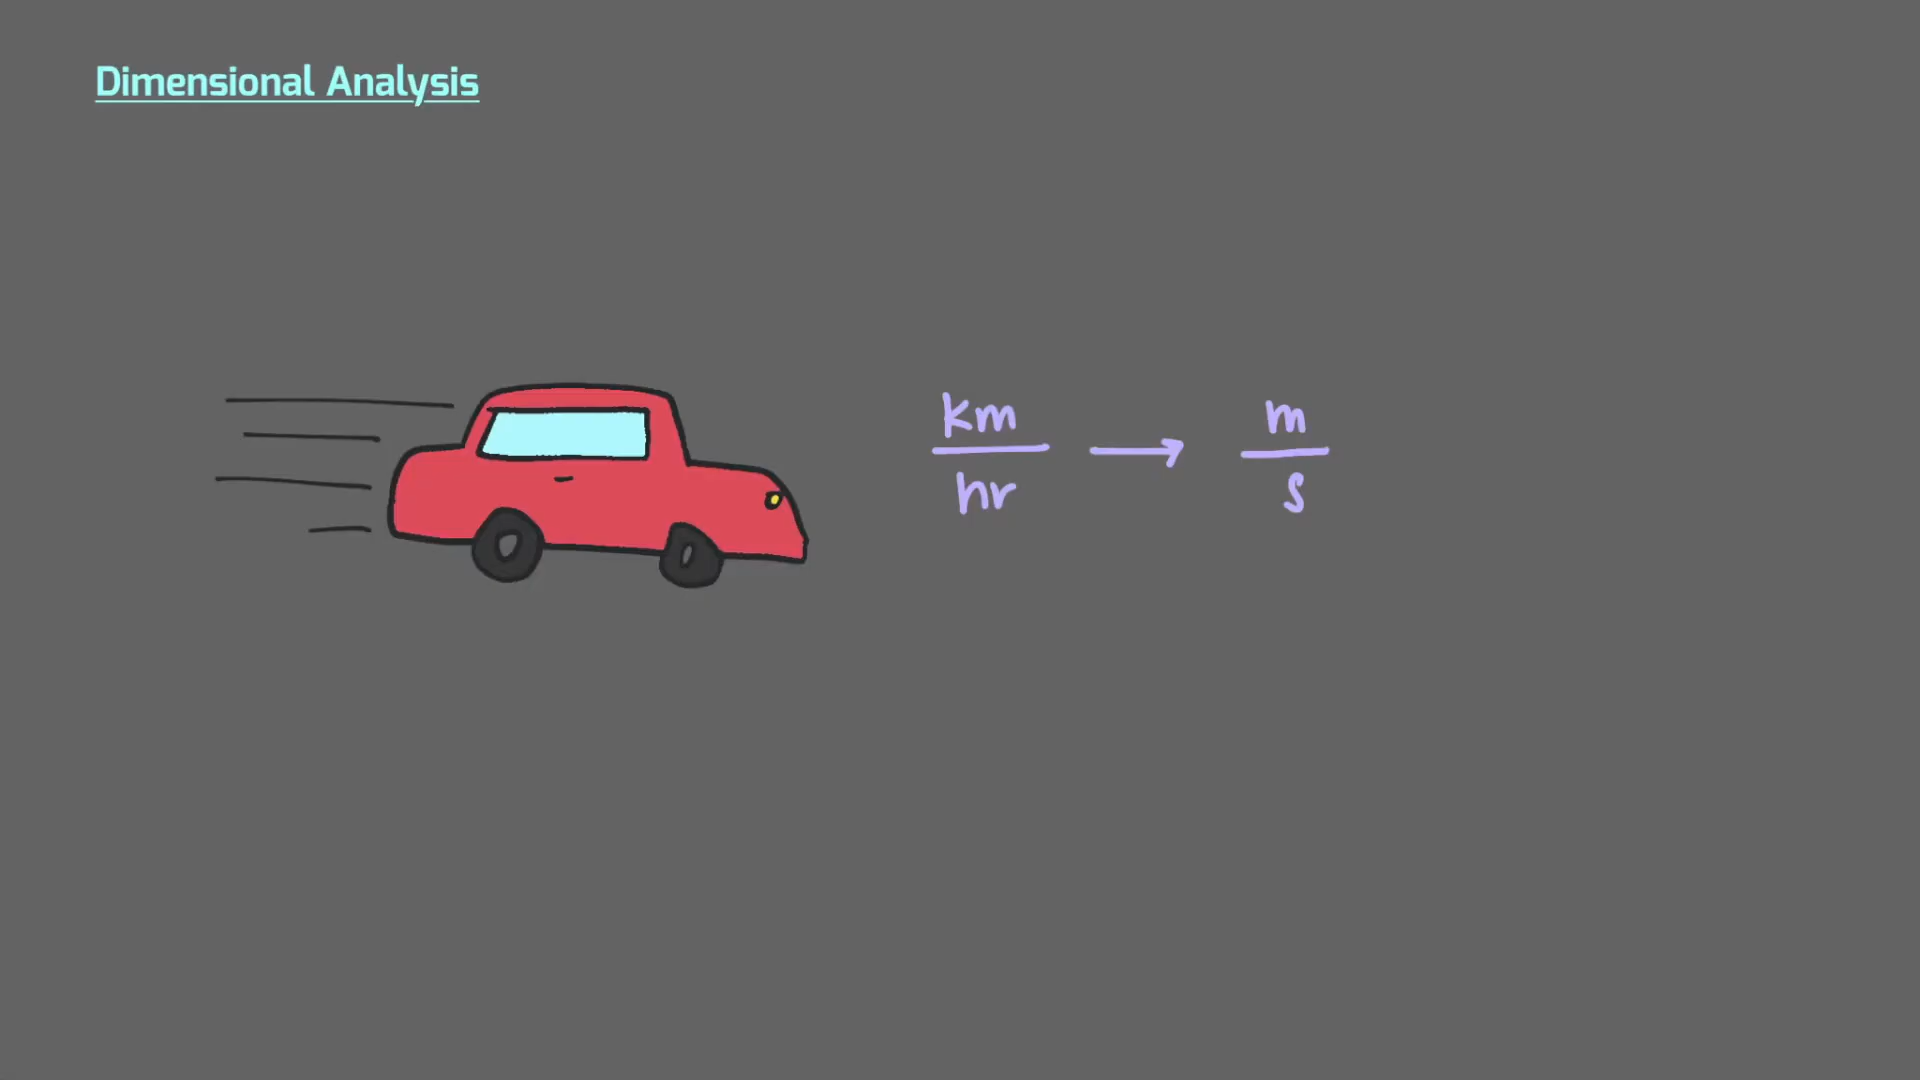 Dimensional Analysis
km → m
hr s